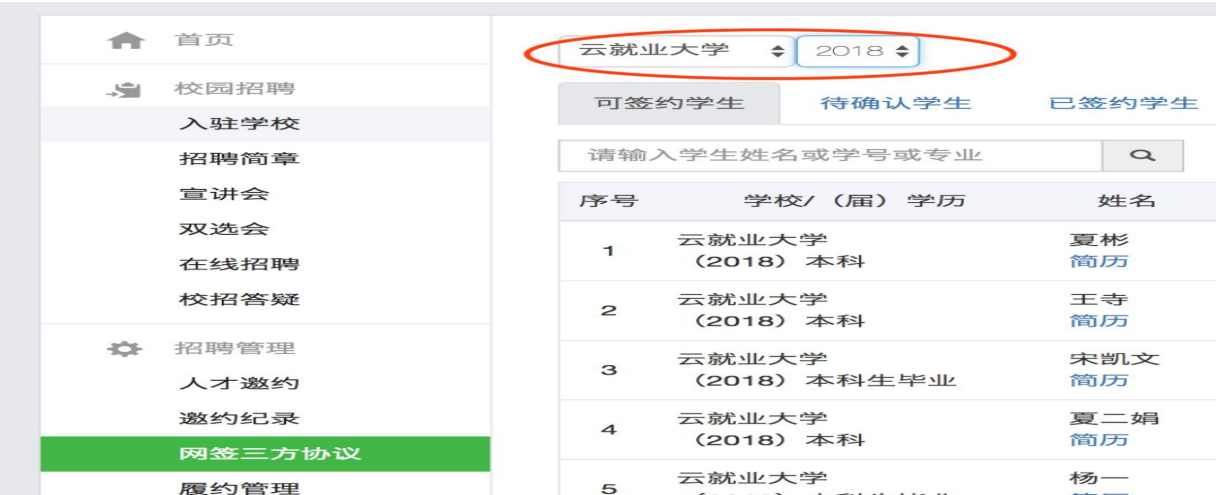 首页
校园招聘
入驻学校
招聘简章
宣讲会
双选会
在线招聘
校招答疑
招聘管理
人才邀约
邀约纪录
网签三方协议
履约管理
云就业大学 2018
可签约学生 待确认学生 已签约学生
请输入学生姓名或学号或专业
序号 学校/（届）学历 姓名
1 云就业大学 夏彬
（2018）本科 简历
2 云就业大学 王寺
（2018）本科 简历
3 云就业大学 宋凯文
（2018）本科生毕业 简历
4 云就业大学 夏二娟
（2018）本科 简历
5 云就业大学 杨一